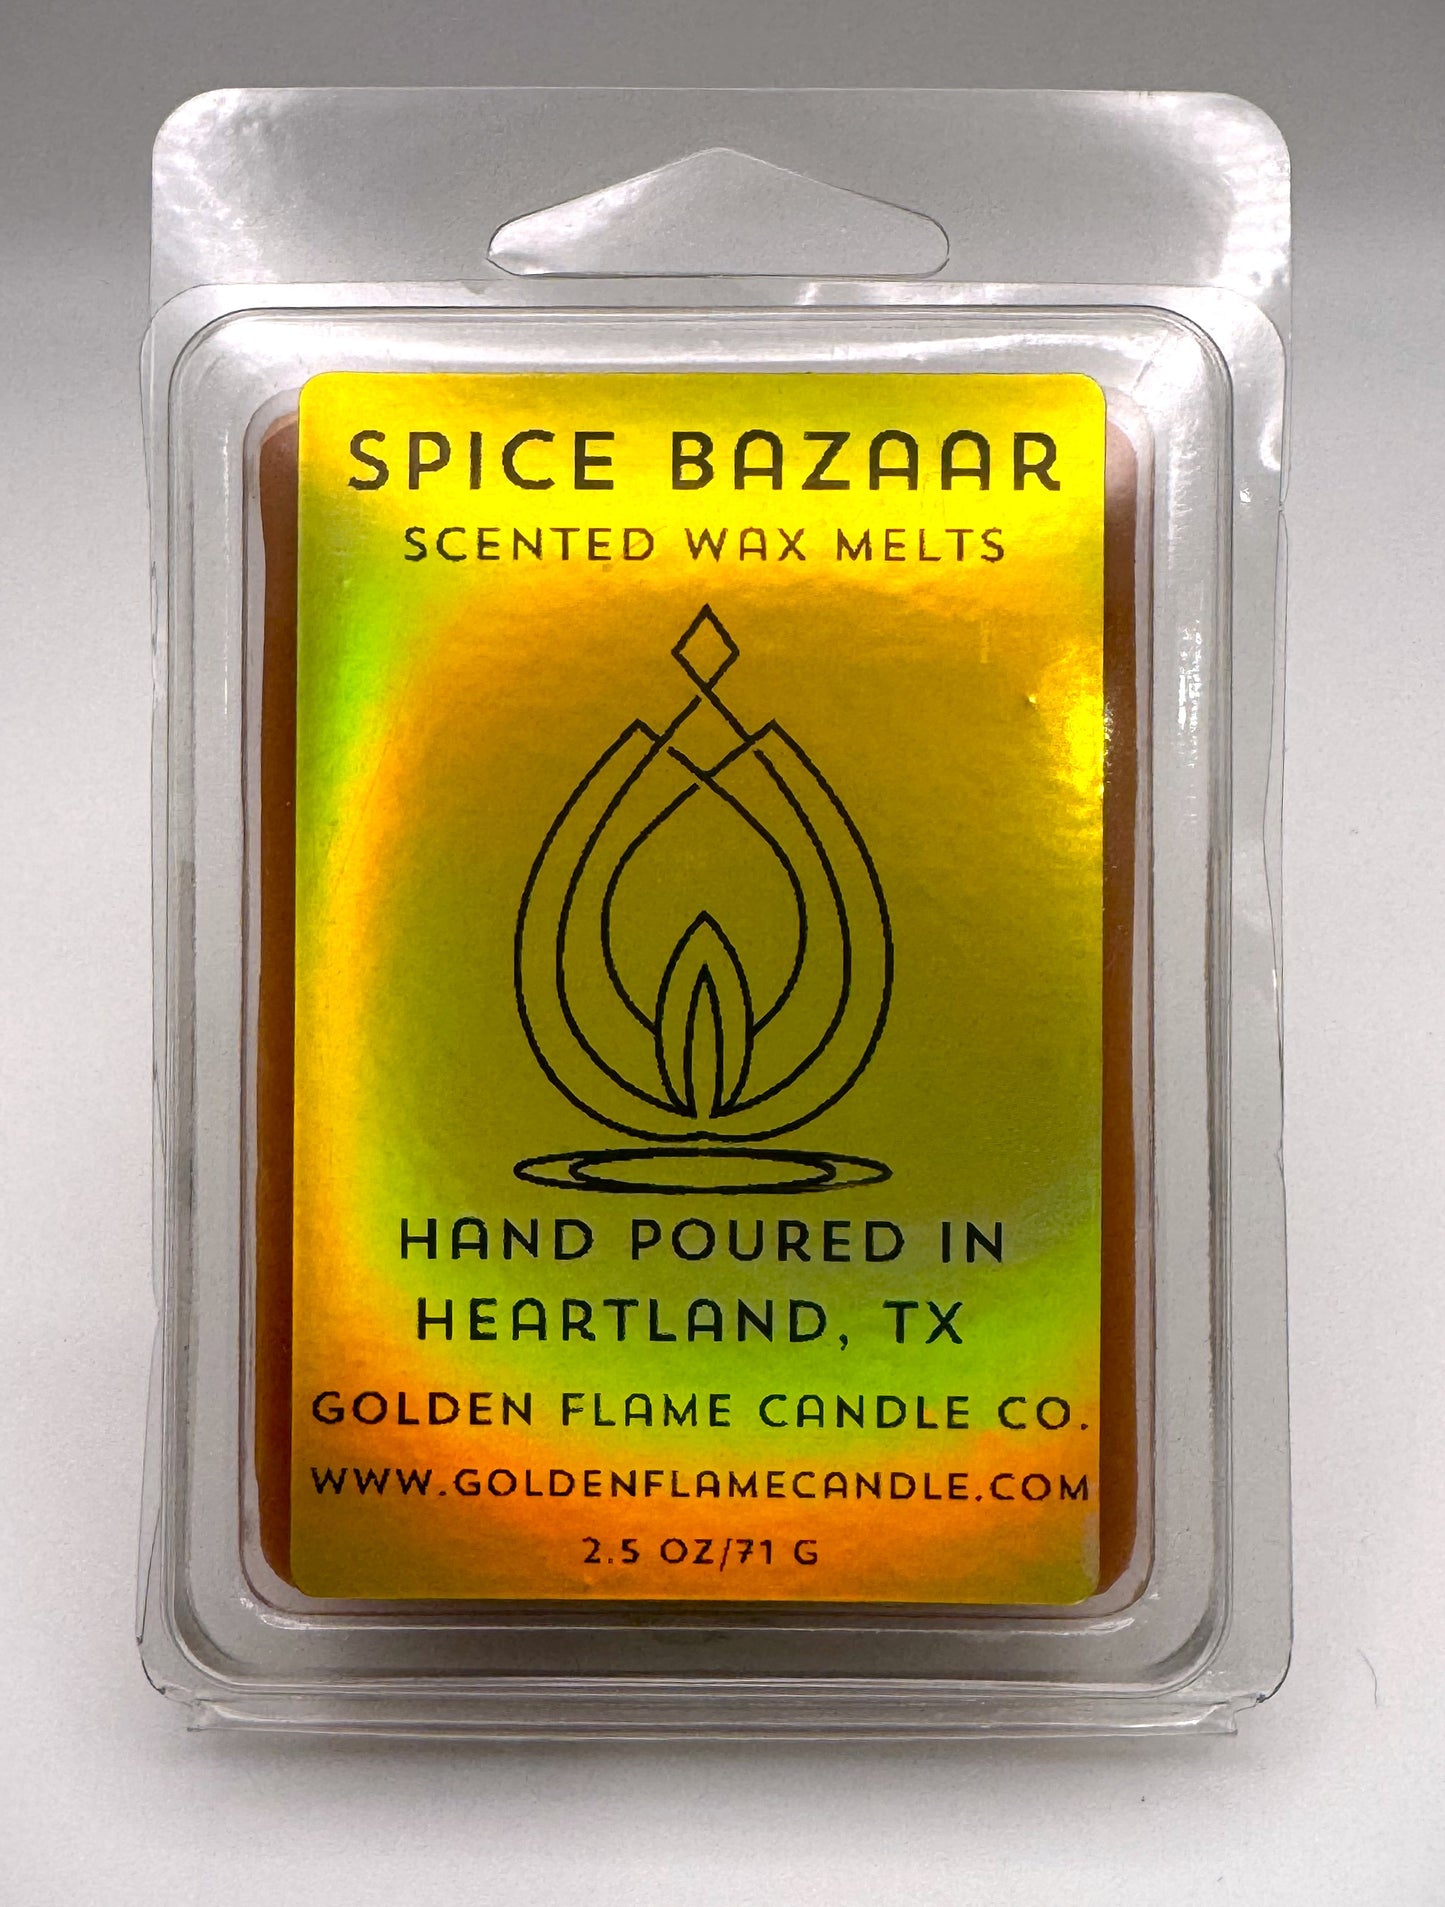 SPICE BAZAAR
SCENTED WAX MELTS
HAND POURED IN
HEARTLAND, TX
GOLDEN FLAME CANDLE CO.
WWW.GOLDENFLAMECANDLE.COM
2.5 OZ/71 G